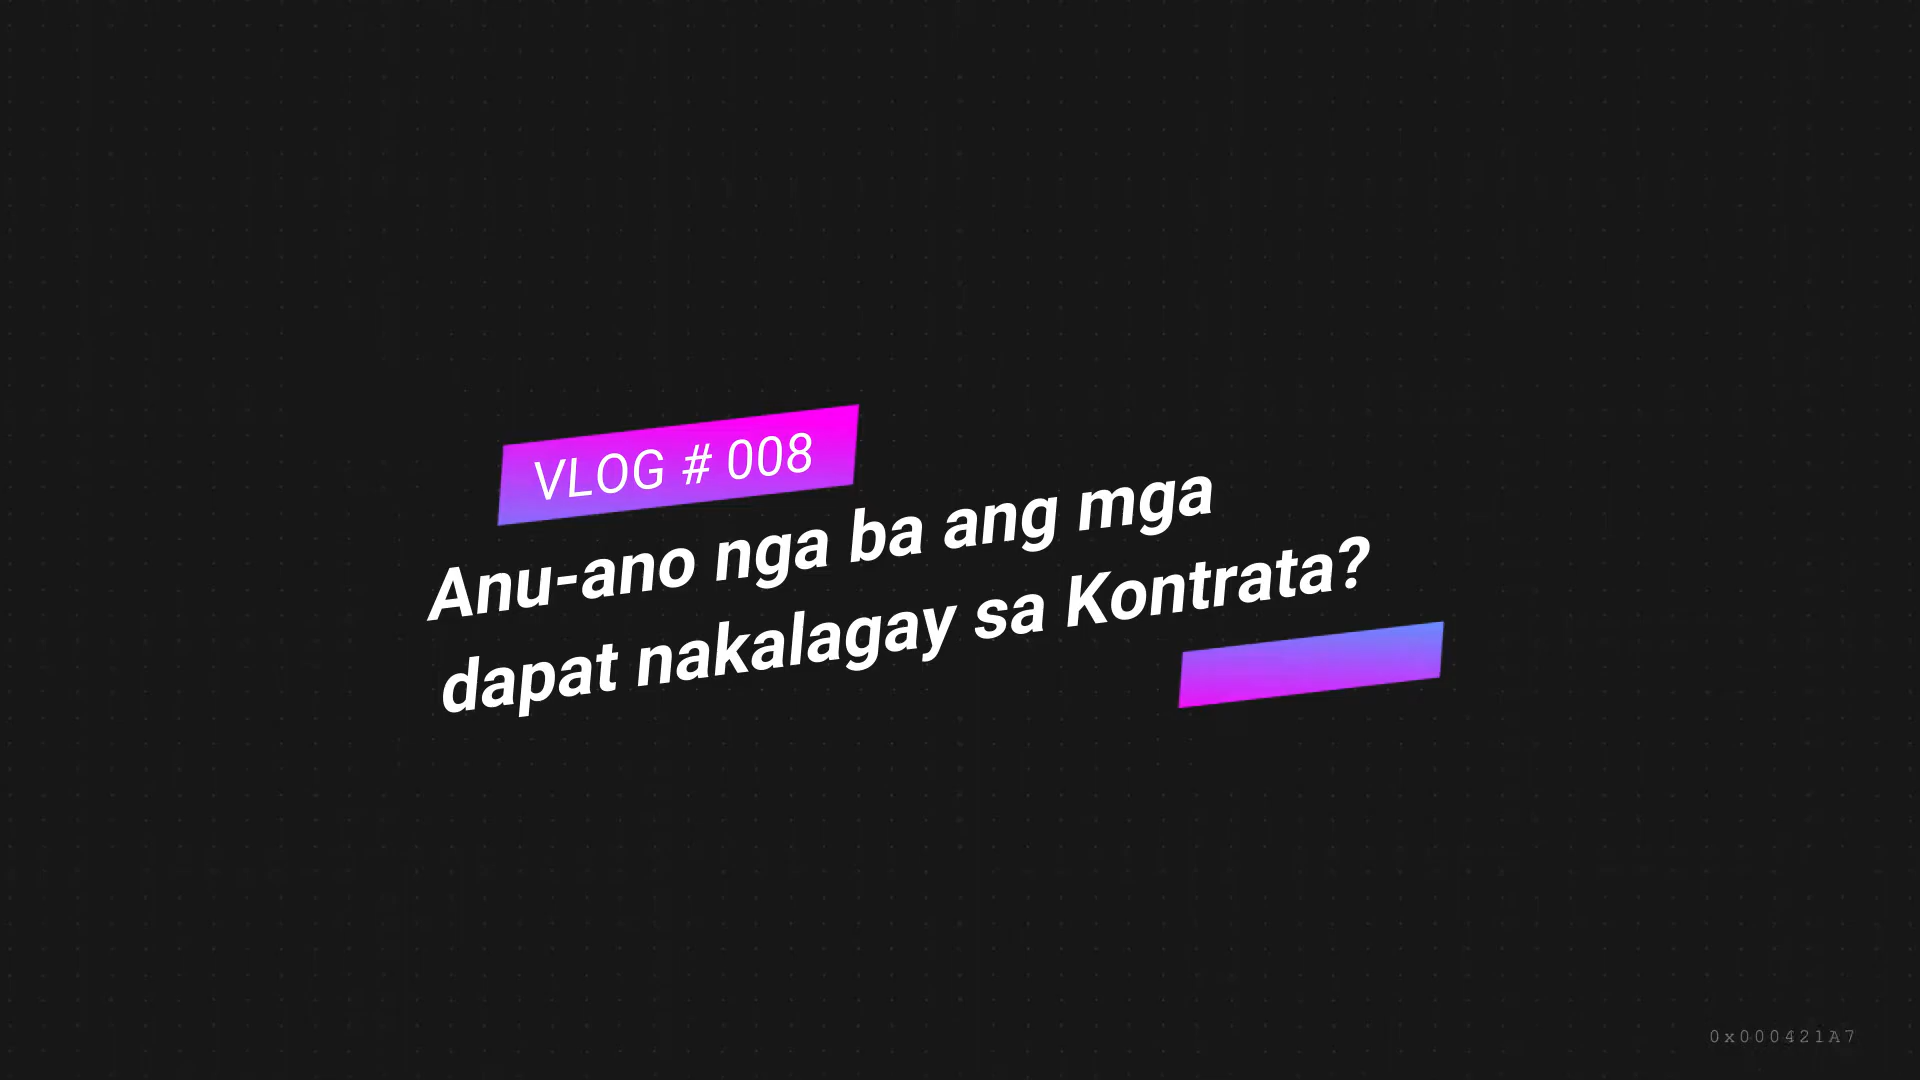 VLOG # 008
Anu-ano nga ba ang mga
dapat nakalagay sa Kontrata?
0x000421A7